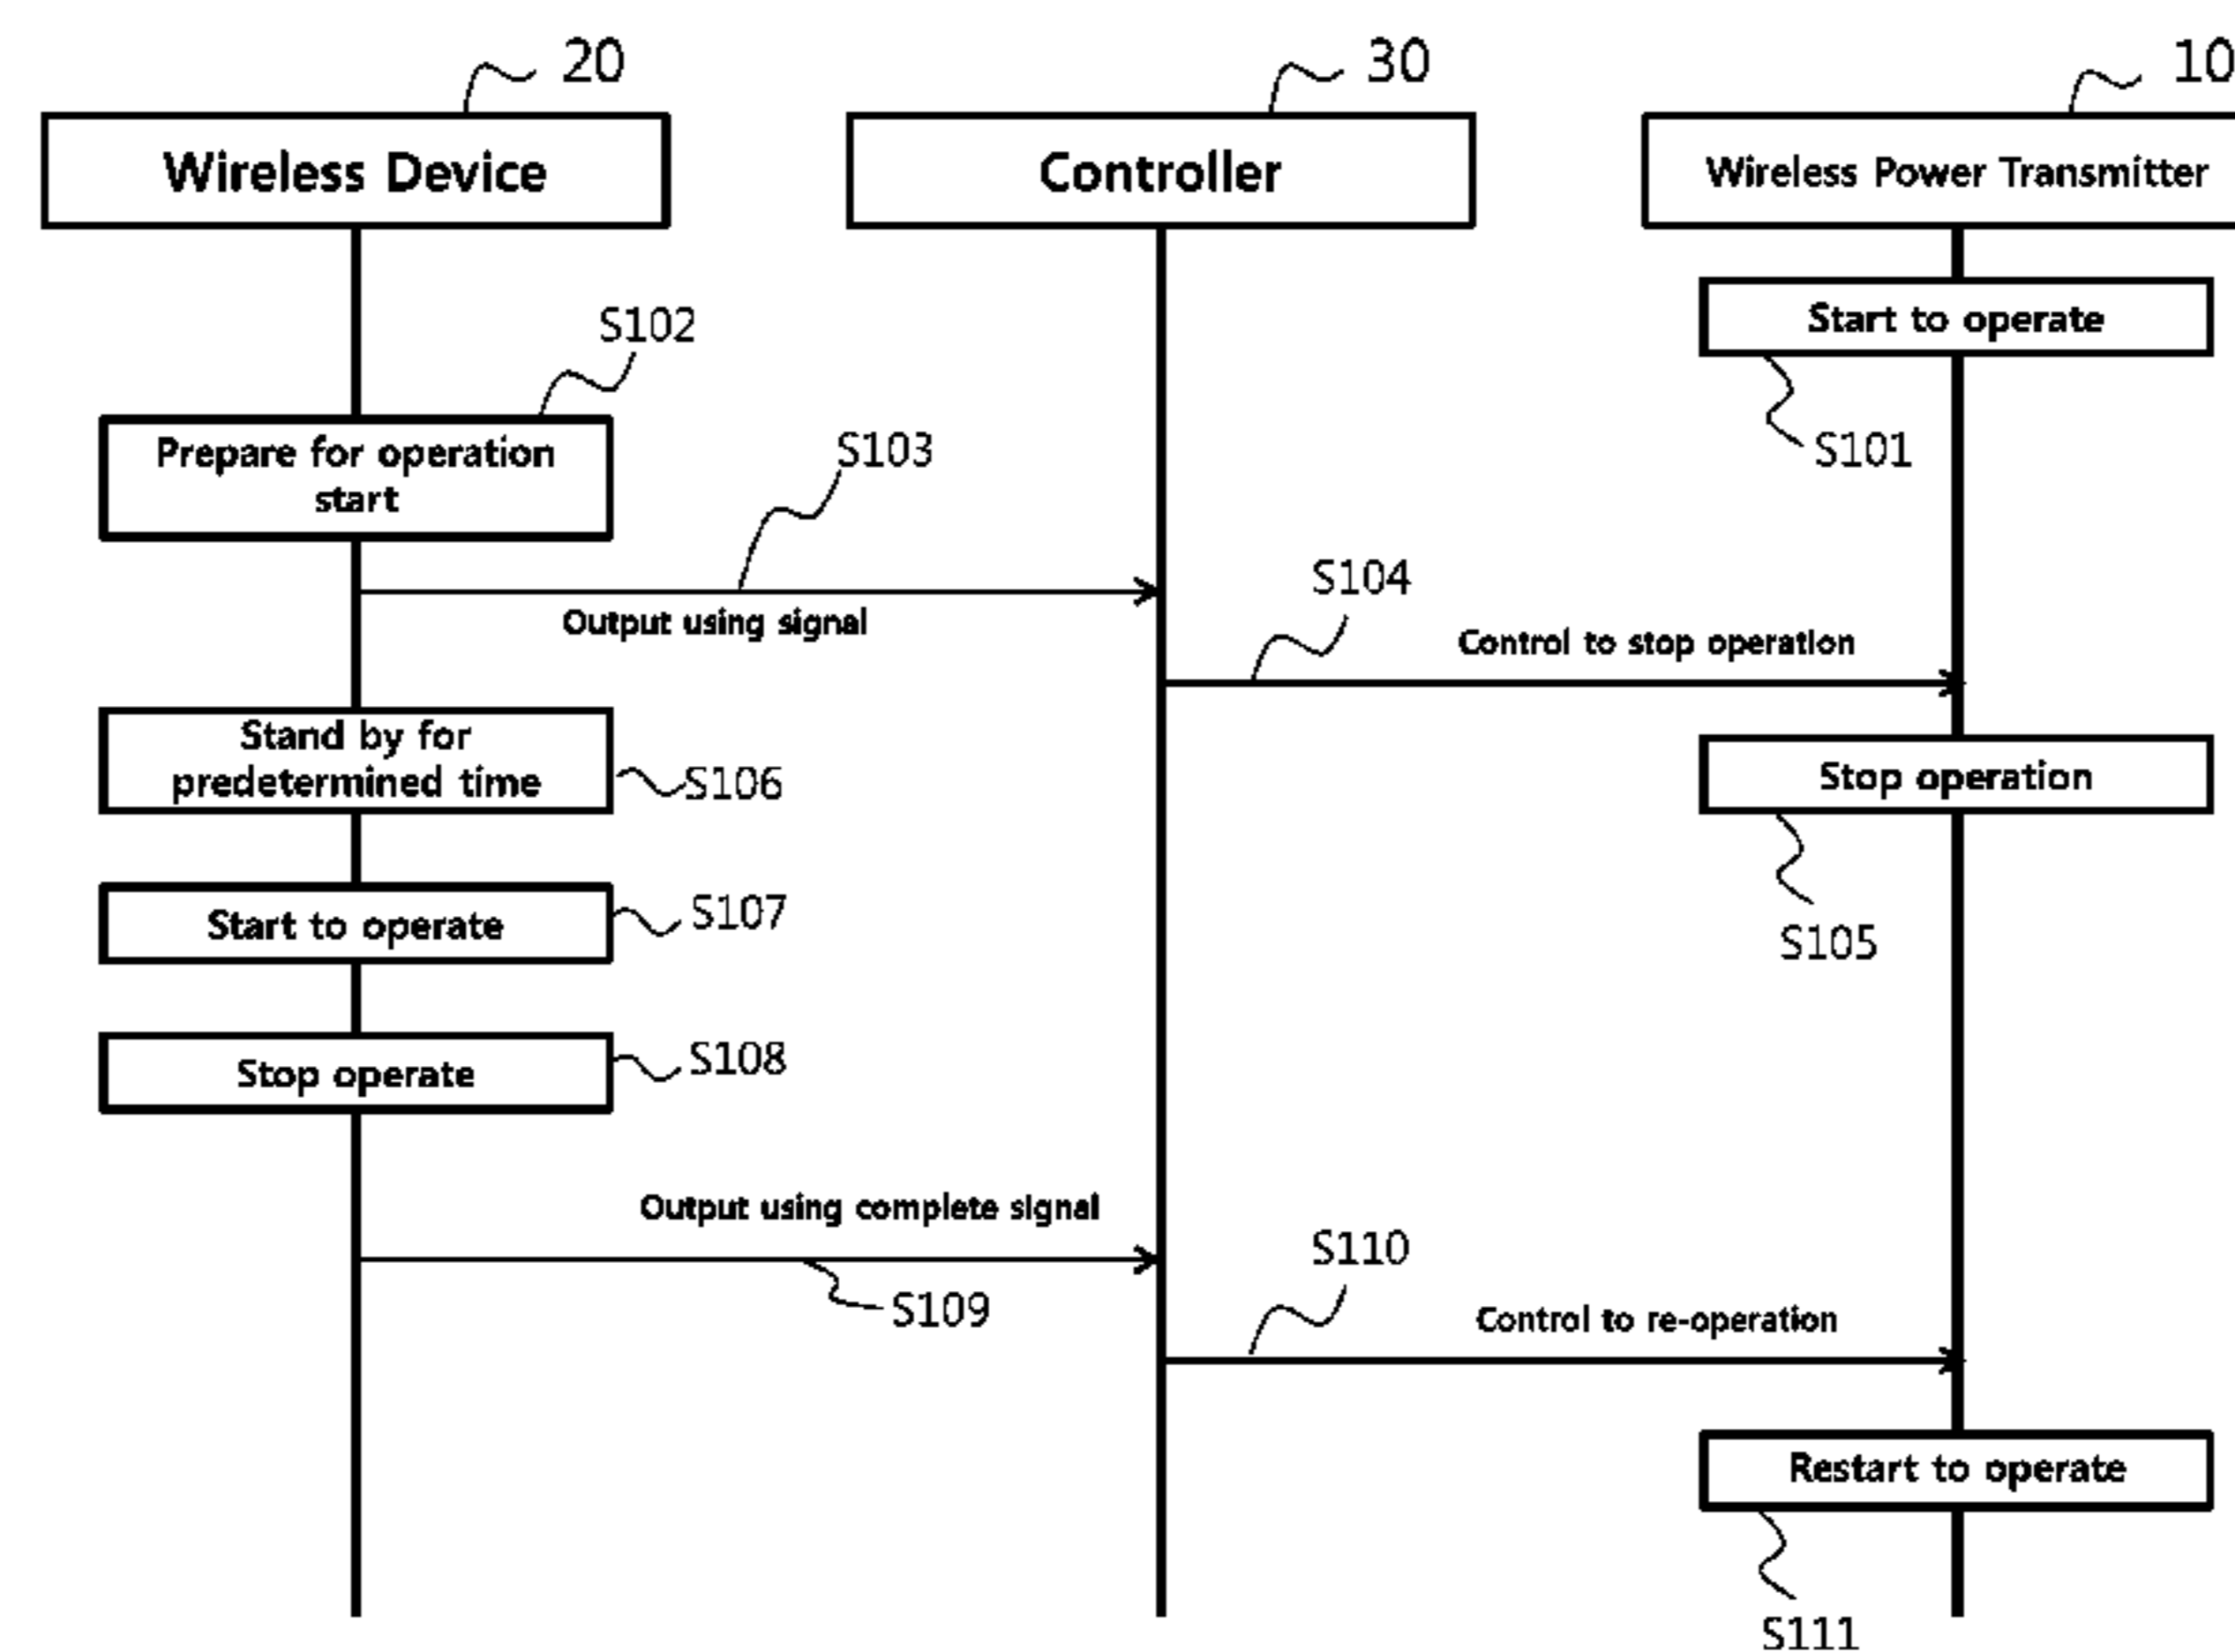 20
30
10
Wireless Device
Controller
Wireless Power Transmitter
Start to operate
S102
S101
Prepare for operation
start
S103
Output using signal
S104
Control to stop operation
Stand by for
predetermined time
S106
Stop operation
S105
Start to operate
S107
Stop operate
S108
Output using complete signal
S109
S110
Control to re-operation
Restart to operate
S111